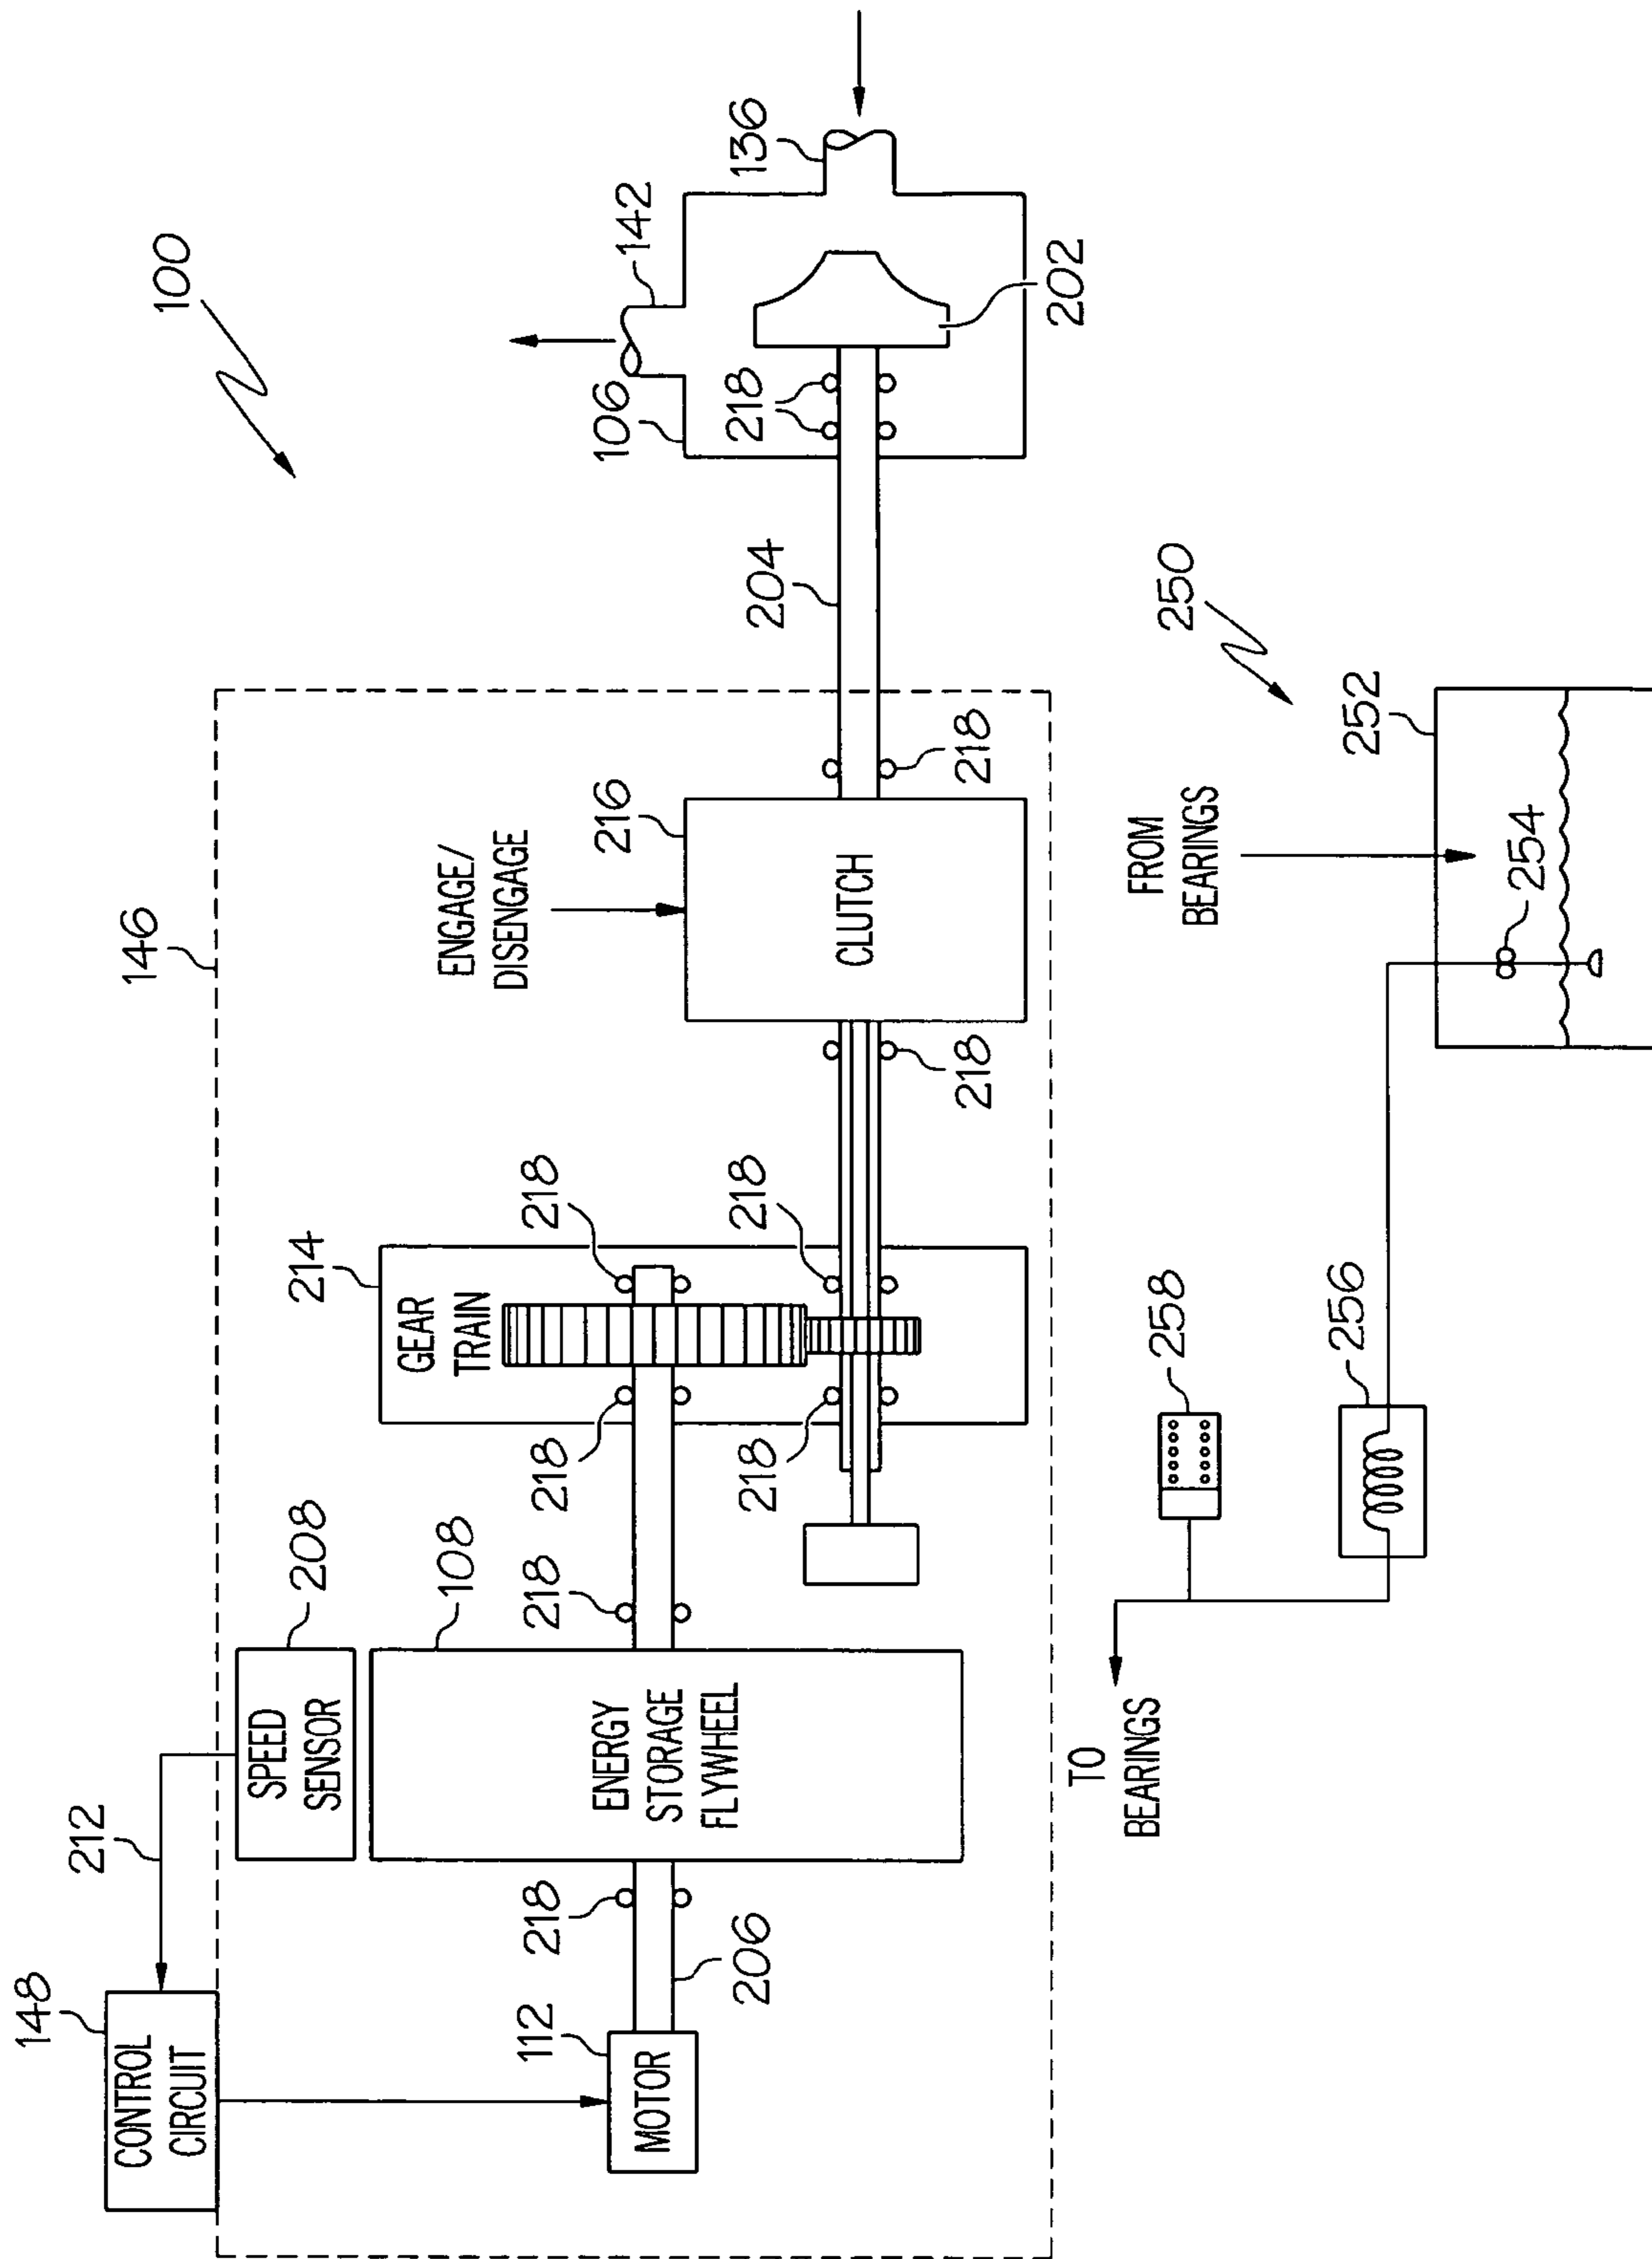 100
148
CONTROL
CIRCUIT
212
SPEED
SENSOR
208
146
ENGAGE/
DISENGAGE
216
CLUTCH
106
142
136
202
218
204
218
218
214
GEAR
TRAIN
218
218
218
218
218
108
ENERGY
STORAGE
FLYWHEEL
218
206
112
MOTOR
250
252
FROM
BEARINGS
254
256
258
TO
BEARINGS